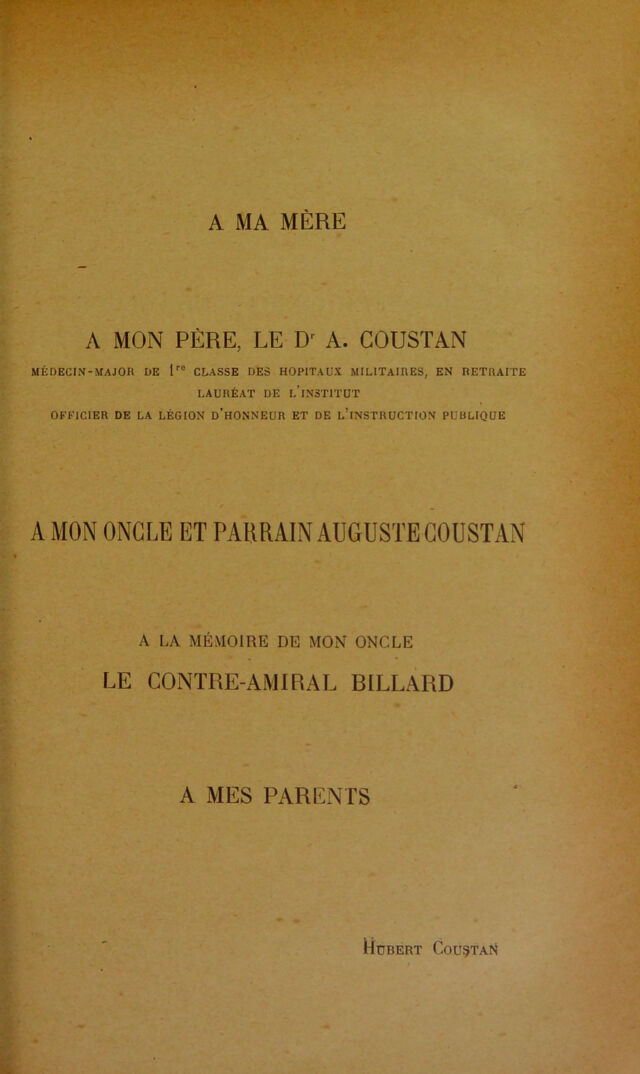 A MA MÈRE
A MON PÈRE, LE Dr A. COUSTAN
MÉDECIN-MAJOR DE 1re CLASSE DES HOPITAUX MILITAIRES, EN RETRAITE
LAURÉAT DE L'INSTITUT
OFFICIER DE LA LÉGION D'HONNEUR ET DE L'INSTRUCTION PUBLIQUE
A MON ONCLE ET PARRAIN AUGUSTE COUSTAN
A LA MÉMOIRE DE MON ONCLE
LE CONTRE-AMIRAL BILLARD
A MES PARENTS
HUBERT COUSTAN